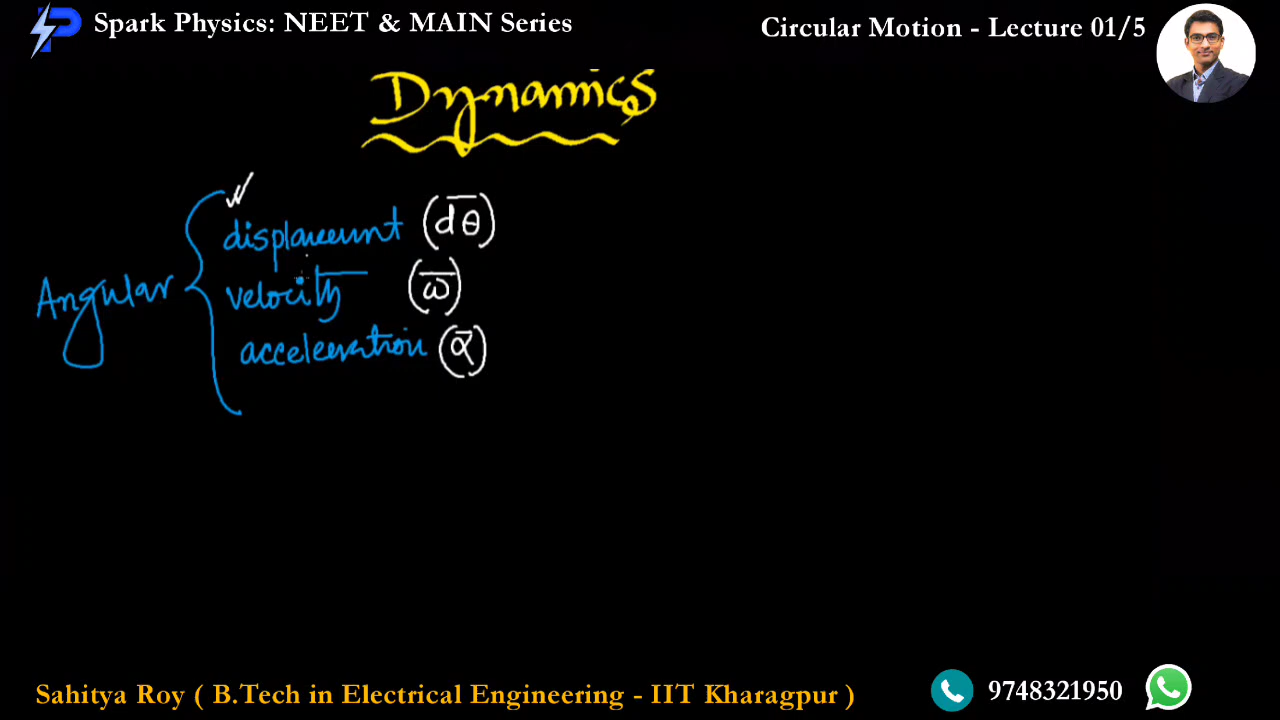 Spark Physics: NEET & MAIN Series
Circular Motion - Lecture 01/5
Dynamics
Angular
displacement (d͞θ)
velocity (ω̅)
acceleration (α̅)
Sahitya Roy ( B.Tech in Electrical Engineering - IIT Kharagpur )
9748321950